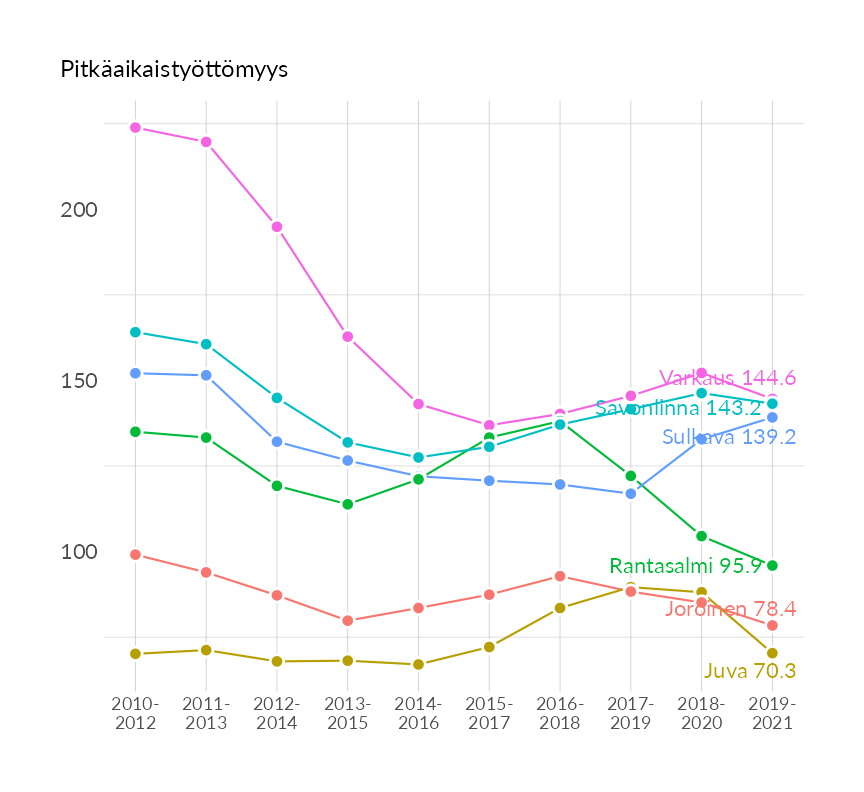 Pitkäaikaistyöttömyys
200
150
100
Varkaus 144.6
Savonlinna 143.2
Sulkava 139.2
Rantasalmi 95.9
Joroinen 78.4
Juva 70.3
2010- 2011- 2012- 2013- 2014- 2015- 2016- 2017- 2018- 2019-
2012 2013 2014 2015 2016 2017 2018 2019 2020 2021